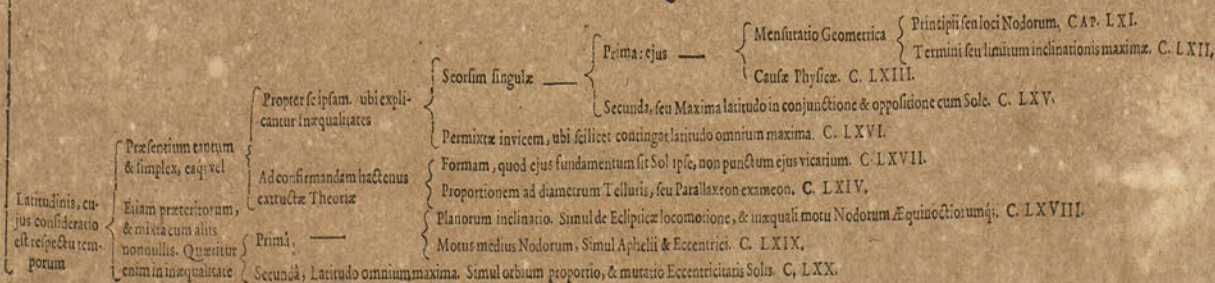 Latitudinis, cu-
jus consideratio
est respectu tem-
porum
Præsentium tantum
& simplex, eaq; vel
Propter se ipsam. ubi expli-
cantur Inæqualitates
Seorsim singulæ
Prima: ejus
Mensuratio Geometrica
Principii seu loci Nodorum, CAP. LXI.
Termini seu limitum inclinationis maximæ. C. LXII,
Causæ Physicæ. C. LXIII.
Secunda, seu Maxima latitudo in conjunctione & oppositione cum Sole. C. LXV.
Permixtæ invicem, ubi scilicet contingat latitudo omnium maxima. C. LXVI.
Ad confirmandam hactenus
extructæ Theoriæ
Formam, quod ejus fundamentum sit Sol ipse, non punctum ejus vicarium. C. LXVII.
Proportionem ad diametrum Telluris, seu Parallaxeon exameon. C. LXIV.
Etiam præteritorum,
& mixta cum aliis
nonnullis. Quæritur
enim in inæqualitate
Primâ,
Planorum inclinatio. Simul de Eclipticæ locomotione, & inæquali motu Nodorum Æquinoctiorumq;. C. LXVIII.
Motus medius Nodorum, Simul Aphelii & Eccentrici. C. LXIX,
Secundâ, Latitudo omnium maxima. Simul orbium proportio, & mutatio Eccentricitatis Solis. C, LXX.